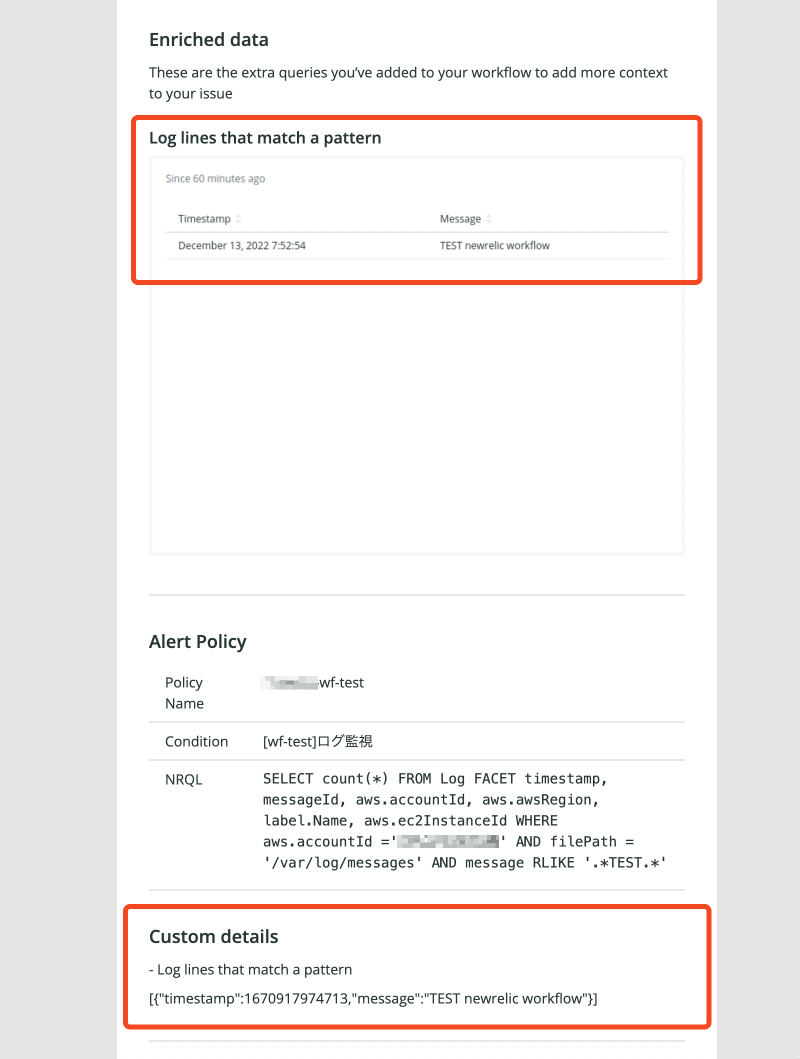 Enriched data
These are the extra queries you’ve added to your workflow to add more context
to your issue
Log lines that match a pattern
Since 60 minutes ago
Timestamp Message
December 13, 2022 7:52:54 TEST newrelic workflow
Alert Policy
Policy
Name
-wf-test
Condition [wf-test]ログ監視
NRQL SELECT count(*) FROM Log FACET timestamp,
messageId, aws.accountId, aws.awsRegion,
label.Name, aws.ec2InstanceId WHERE
aws.accountId =' ' AND filePath =
'/var/log/messages' AND message RLIKE '.*TEST.*'
Custom details
- Log lines that match a pattern
[{"timestamp":1670917974713,"message":"TEST newrelic workflow"}]